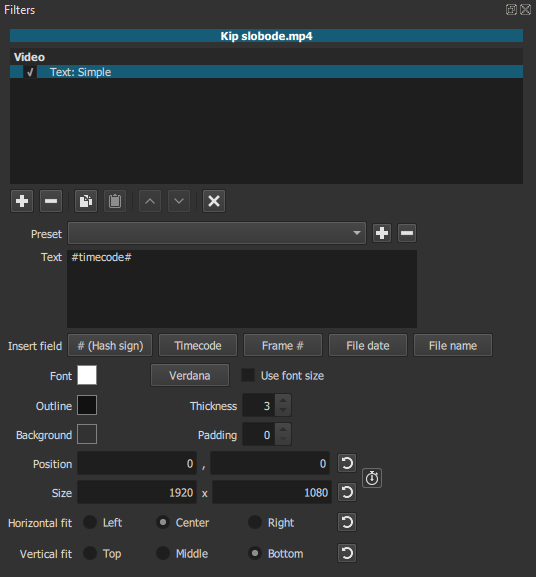 Filters
Kip slobode.mp4
Video
✓ Text: Simple
Preset
Text #timecode#
Insert field # (Hash sign) Timecode Frame # File date File name
Font Verdana Use font size
Outline Thickness 3
Background Padding 0
Position 0 , 0
Size 1920 x 1080
Horizontal fit Left Center Right
Vertical fit Top Middle Bottom